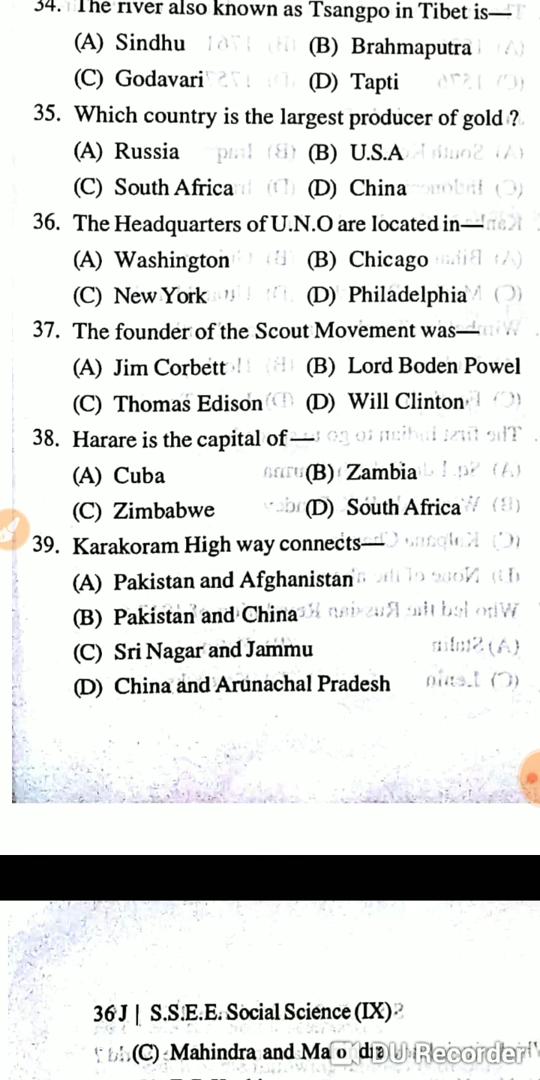 34. The river also known as Tsangpo in Tibet is—
(A) Sindhu (B) Brahmaputra
(C) Godavari (D) Tapti
35. Which country is the largest producer of gold ?
(A) Russia (B) U.S.A
(C) South Africa (D) China
36. The Headquarters of U.N.O are located in—
(A) Washington (B) Chicago
(C) New York (D) Philadelphia
37. The founder of the Scout Movement was—
(A) Jim Corbett (B) Lord Boden Powel
(C) Thomas Edison (D) Will Clinton
38. Harare is the capital of—
(A) Cuba (B) Zambia
(C) Zimbabwe (D) South Africa
39. Karakoram High way connects—
(A) Pakistan and Afghanistan
(B) Pakistan and China
(C) Sri Nagar and Jammu
(D) China and Arunachal Pradesh
36 J | S.S.E.E. Social Science (IX)
(C) Mahindra and
DU Recorder